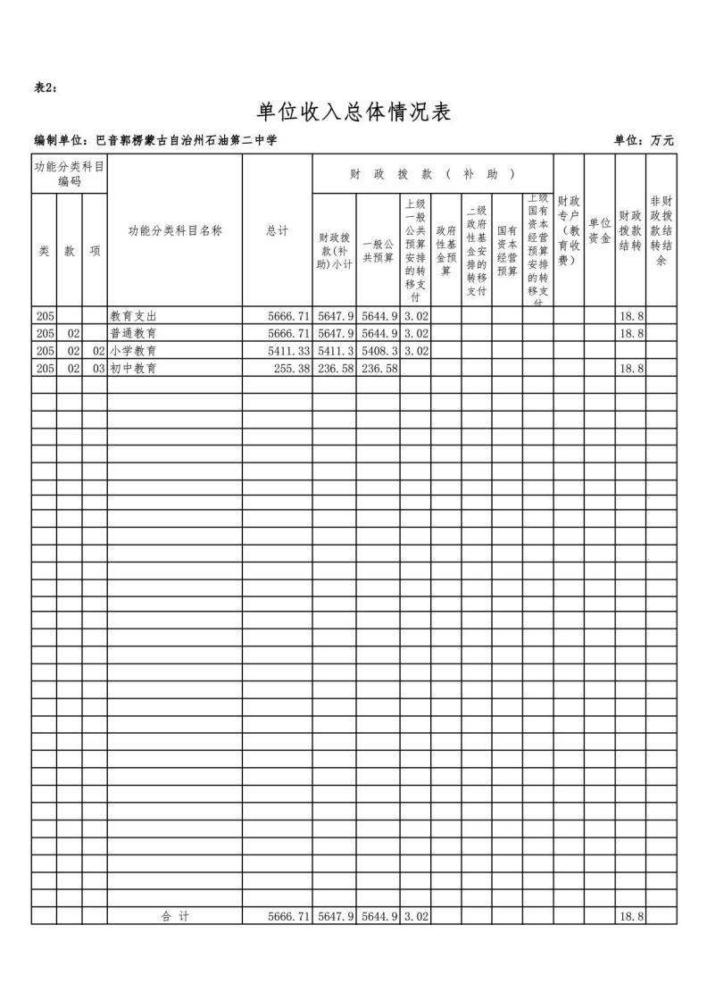 表2：
单位收入总体情况表
编制单位：巴音郭楞蒙古自治州石油第二中学 单位：万元
功能分类科目编码 功能分类科目名称 总计 财政拨款(补助) 财政专户（教育收费） 单位资金 财政拨款结转 非财政拨款结转结余
类 款 项 财政拨款(补助)小计 一般公共预算 上级一般公共预算安排的转移支付 政府性基金预算 上级政府性基金安排的转移支付 国有资本经营预算 上级国有资本经营预算安排的转移支付
205 教育支出 5666.71 5647.9 5644.9 3.02 18.8
205 02 普通教育 5666.71 5647.9 5644.9 3.02 18.8
205 02 02 小学教育 5411.33 5411.3 5408.3 3.02
205 02 03 初中教育 255.38 236.58 236.58 18.8
合计 5666.71 5647.9 5644.9 3.02 18.8